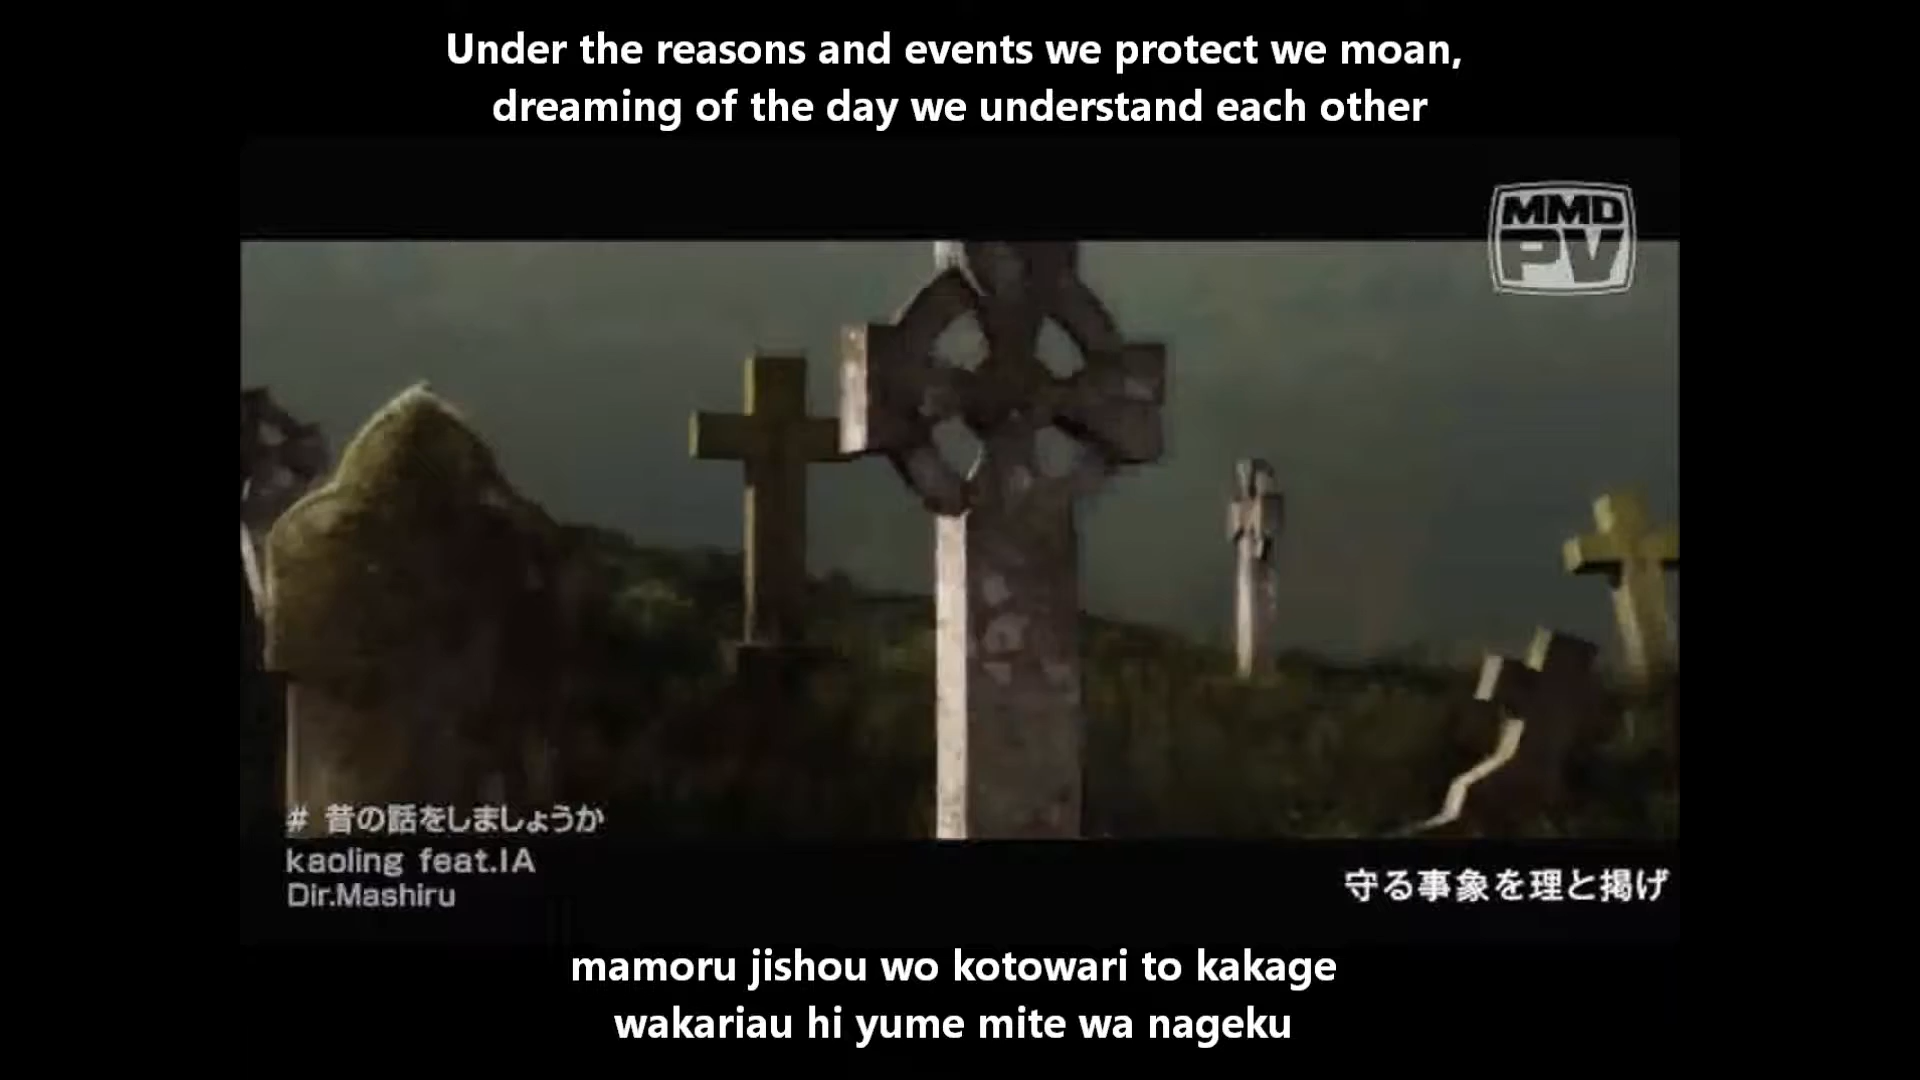 Under the reasons and events we protect we moan,
dreaming of the day we understand each other
MMD
PV
# 昔の話をしましょうか
kaoling feat.IA
Dir.Mashiru
守る事象を理と掲げ
mamoru jishou wo kotowari to kakage
wakariau hi yume mite wa nageku